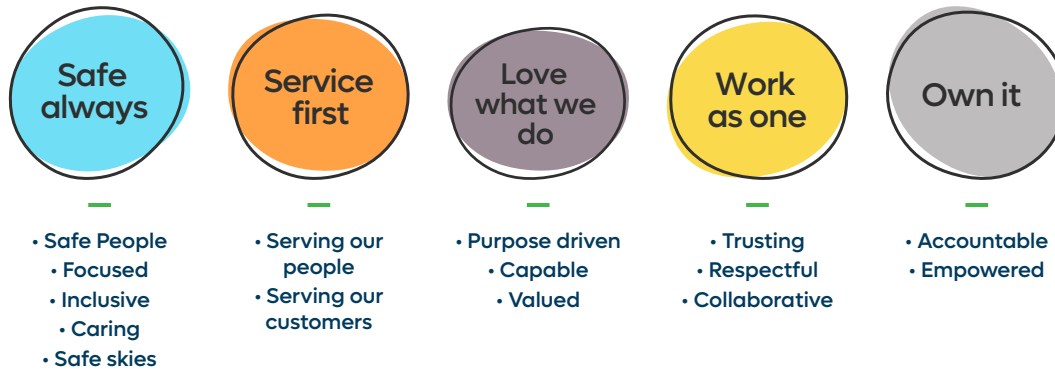 Safe
always
Service
first
Love
what we
do
Work
as one
Own it
• Safe People
• Focused
• Inclusive
• Caring
• Safe skies
• Serving our
people
• Serving our
customers
• Purpose driven
• Capable
• Valued
• Trusting
• Respectful
• Collaborative
• Accountable
• Empowered